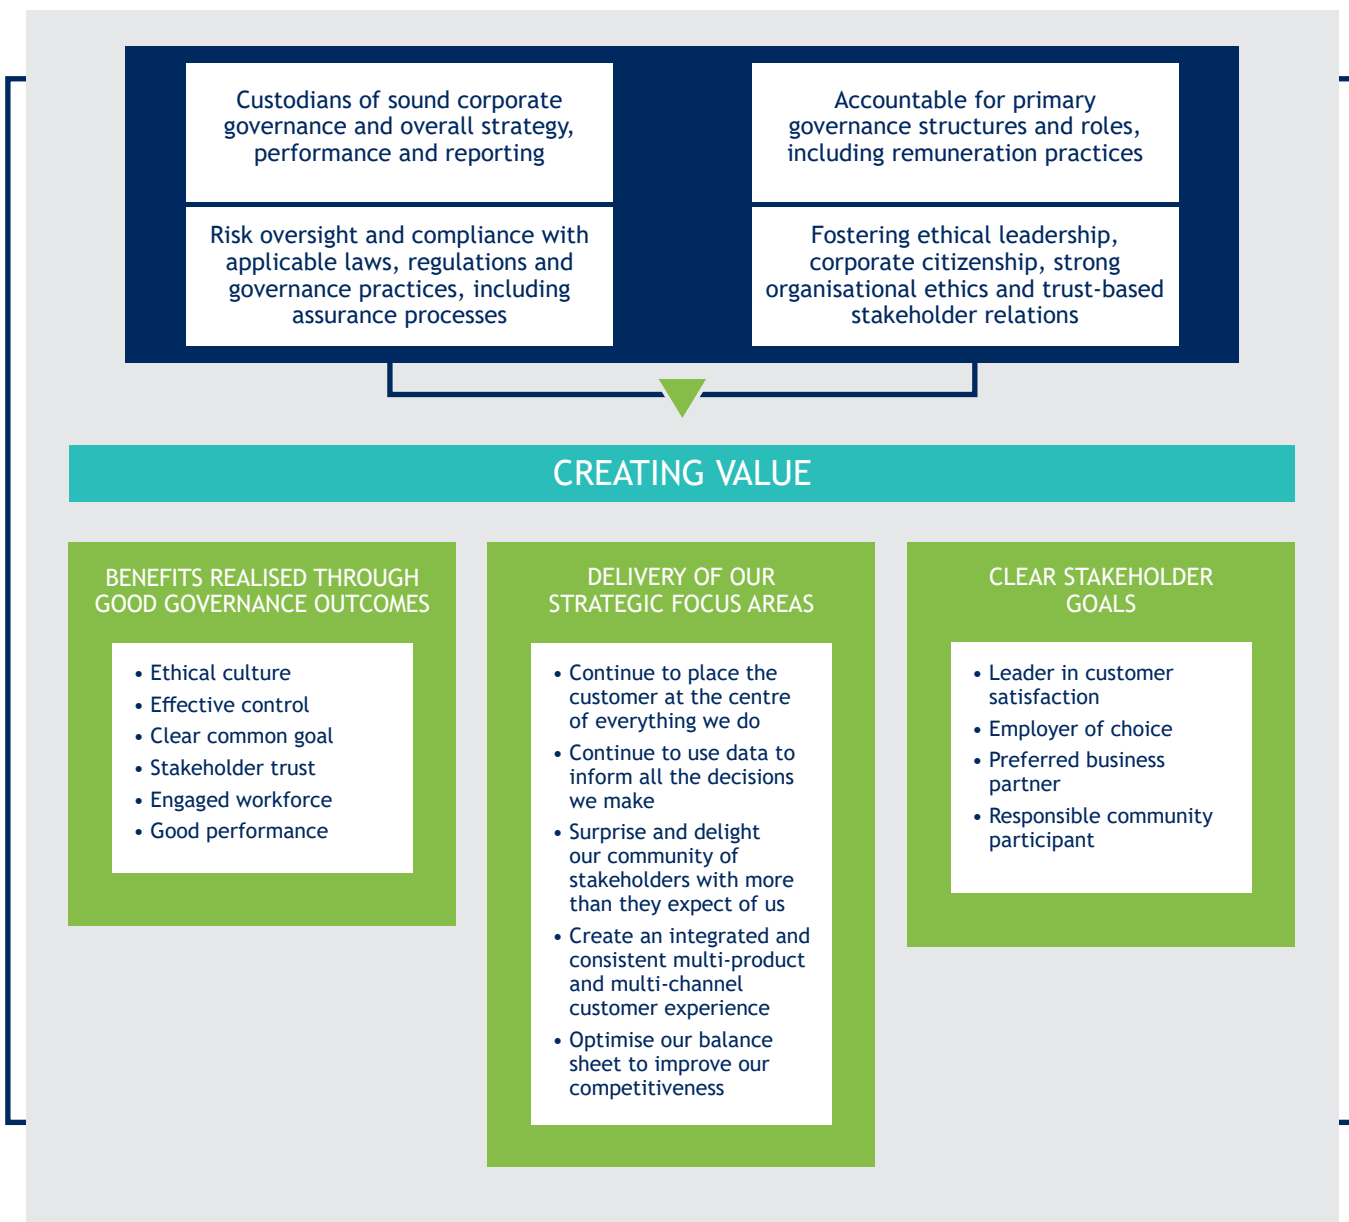 Custodians of sound corporate
governance and overall strategy,
performance and reporting
Accountable for primary
governance structures and roles,
including remuneration practices
Risk oversight and compliance with
applicable laws, regulations and
governance practices, including
assurance processes
Fostering ethical leadership,
corporate citizenship, strong
organisational ethics and trust-based
stakeholder relations
CREATING VALUE
BENEFITS REALISED THROUGH
GOOD GOVERNANCE OUTCOMES
• Ethical culture
• Effective control
• Clear common goal
• Stakeholder trust
• Engaged workforce
• Good performance
DELIVERY OF OUR
STRATEGIC FOCUS AREAS
• Continue to place the
customer at the centre
of everything we do
• Continue to use data to
inform all the decisions
we make
• Surprise and delight
our community of
stakeholders with more
than they expect of us
• Create an integrated and
consistent multi-product
and multi-channel
customer experience
• Optimise our balance
sheet to improve our
competitiveness
CLEAR STAKEHOLDER
GOALS
• Leader in customer
satisfaction
• Employer of choice
• Preferred business
partner
• Responsible community
participant